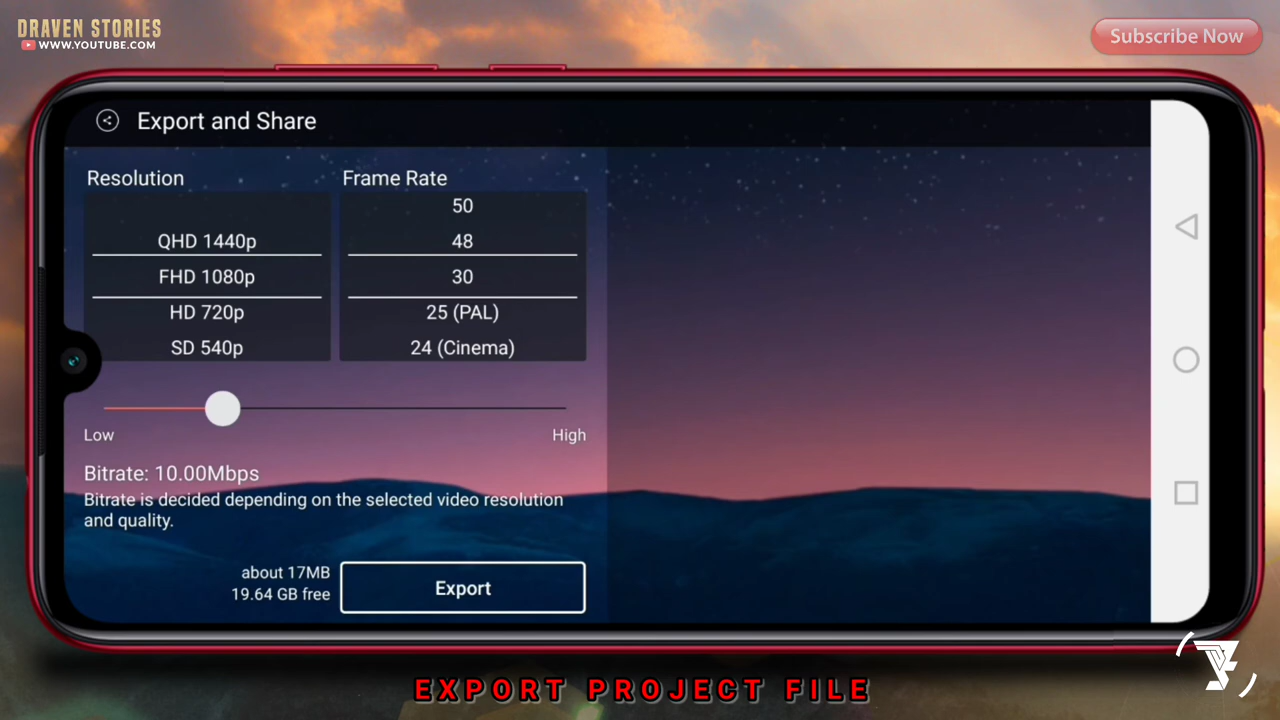 DRAVEN STORIES
WWW.YOUTUBE.COM
Subscribe Now
Export and Share
Resolution
Frame Rate
50
QHD 1440p
48
FHD 1080p
30
HD 720p
25 (PAL)
SD 540p
24 (Cinema)
Low
High
Bitrate: 10.00Mbps
Bitrate is decided depending on the selected video resolution
and quality.
about 17MB
19.64 GB free
Export
EXPORT PROJECT FILE